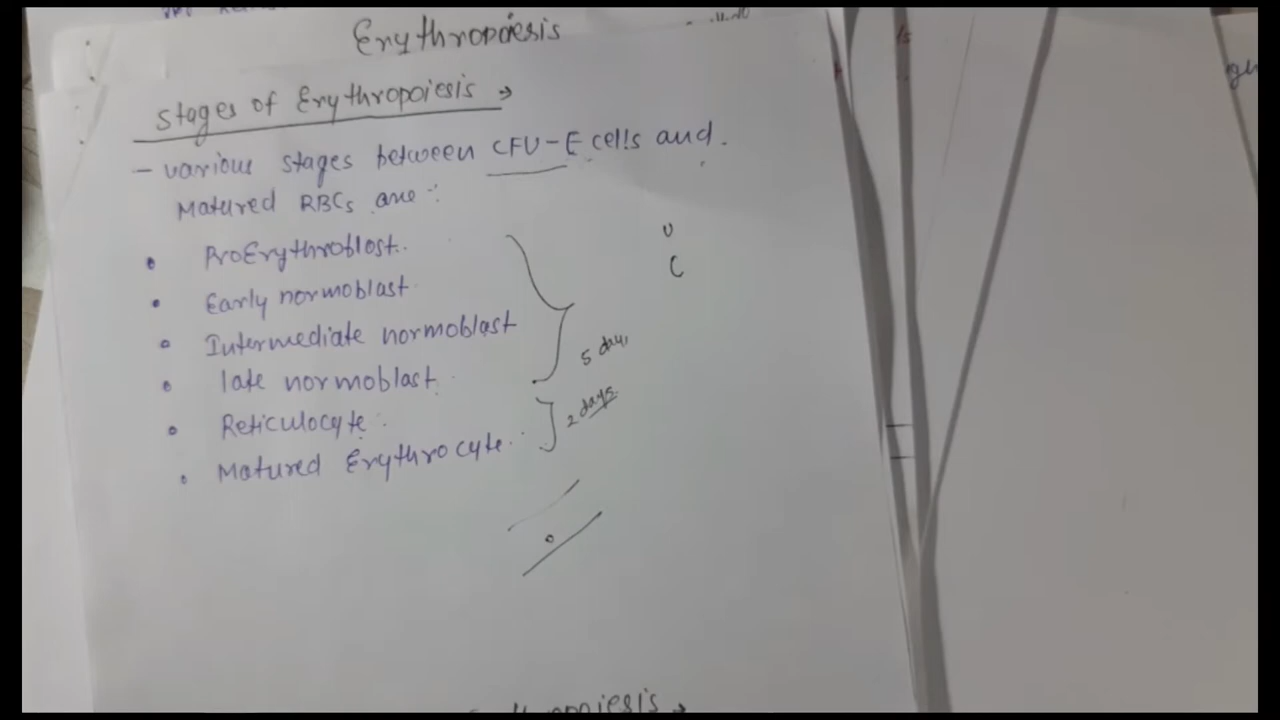 Erythropoiesis
Stages of Erythropoiesis →
- various stages between CFU-E cells and
Matured RBCs are :
• ProErythroblast.
• Early normoblast
• Intermediate normoblast
• late normoblast
5 days
• Reticulocyte
2 days
• Matured Erythrocyte